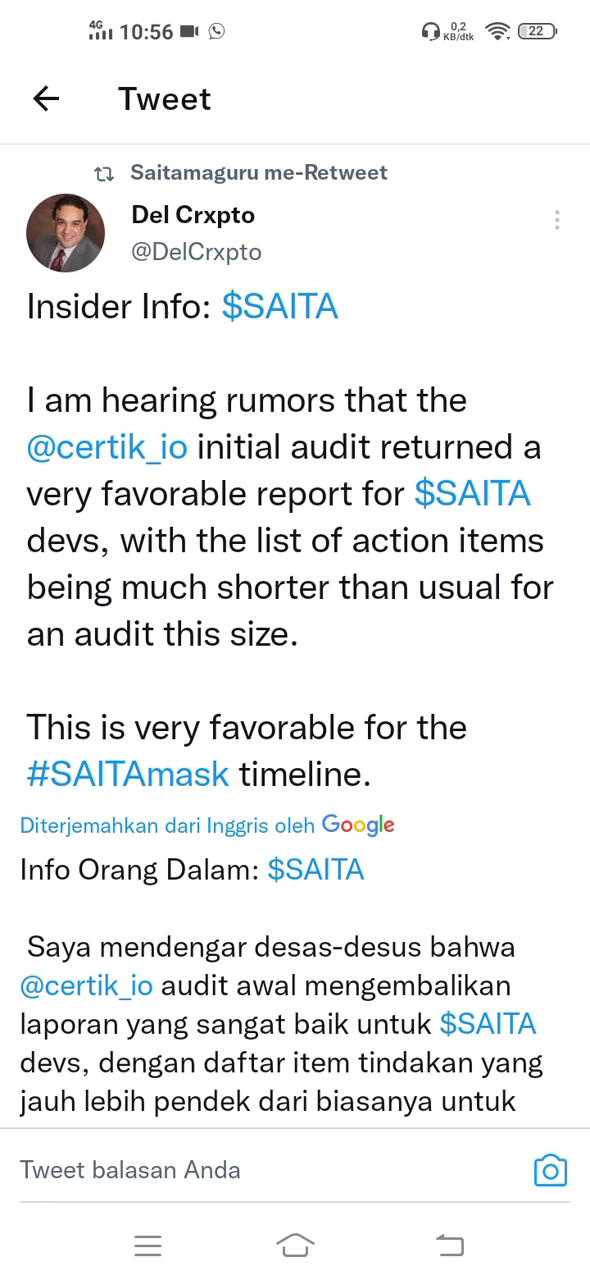 4G 10:56 0,2 KB/dtk 22
Tweet
Saitamaguru me-Retweet
Del Crxpto
@DelCrxpto
Insider Info: $SAITA
I am hearing rumors that the
@certik_io initial audit returned a
very favorable report for $SAITA
devs, with the list of action items
being much shorter than usual for
an audit this size.
This is very favorable for the
#SAITAmask timeline.
Diterjemahkan dari Inggris oleh Google
Info Orang Dalam: $SAITA
Saya mendengar desas-desus bahwa
@certik_io audit awal mengembalikan
laporan yang sangat baik untuk $SAITA
devs, dengan daftar item tindakan yang
jauh lebih pendek dari biasanya untuk
Tweet balasan Anda